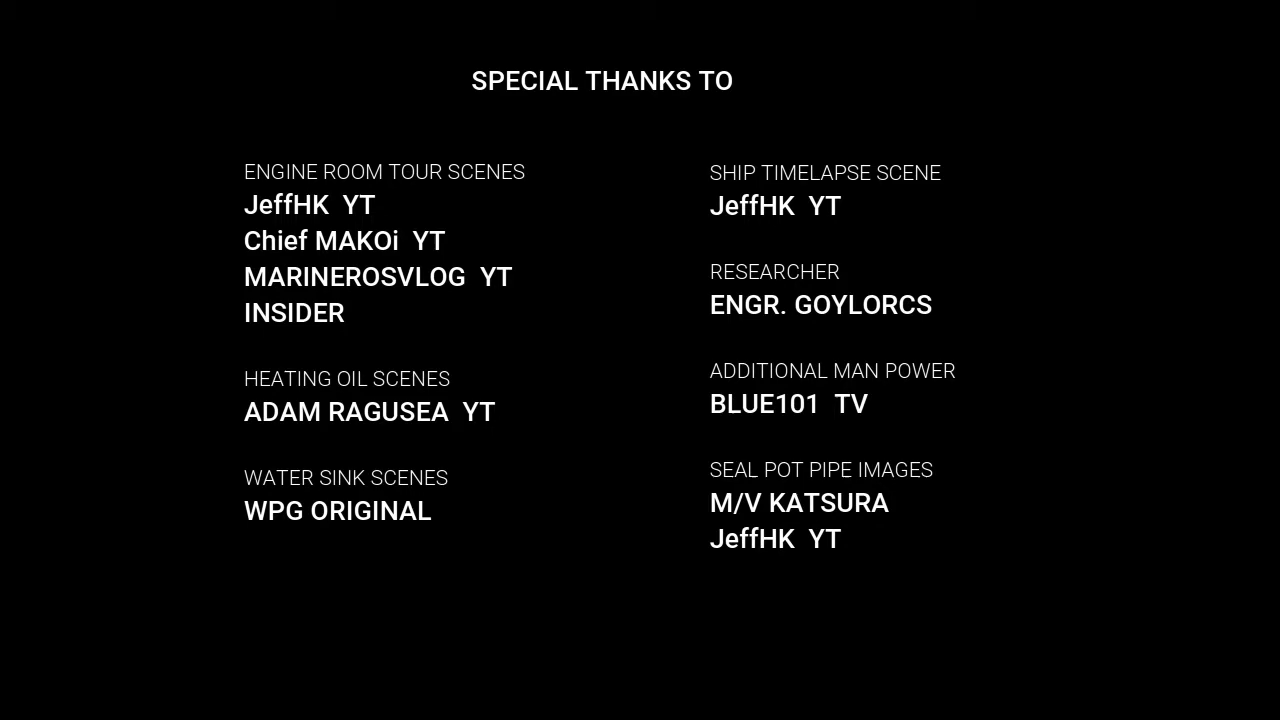 SPECIAL THANKS TO
ENGINE ROOM TOUR SCENES
JeffHK YT
Chief MAKOi YT
MARINEROSVLOG YT
INSIDER
HEATING OIL SCENES
ADAM RAGUSEA YT
WATER SINK SCENES
WPG ORIGINAL
SHIP TIMELAPSE SCENE
JeffHK YT
RESEARCHER
ENGR. GOYLORCS
ADDITIONAL MAN POWER
BLUE101 TV
SEAL POT PIPE IMAGES
M/V KATSURA
JeffHK YT